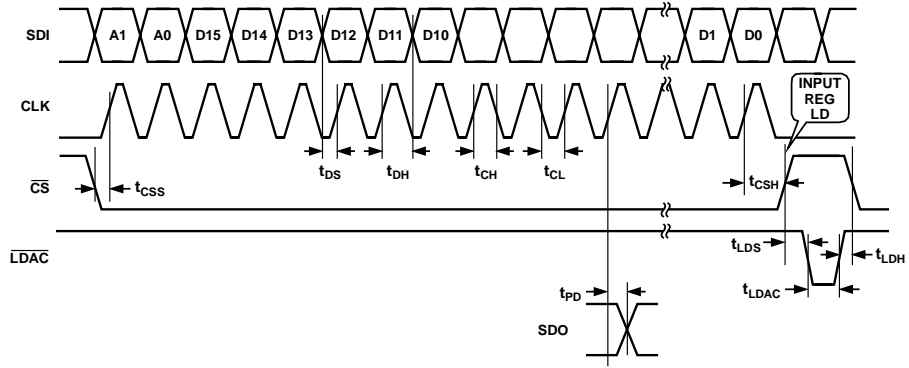 SDI A1 A0 D15 D14 D13 D12 D11 D10 D1 D0
CLK
INPUT
REG
LD
tDS tDH tCH tCL
CS tCSS tCSH
LDAC tLDS tLDH
tLDAC
tPD
SDO